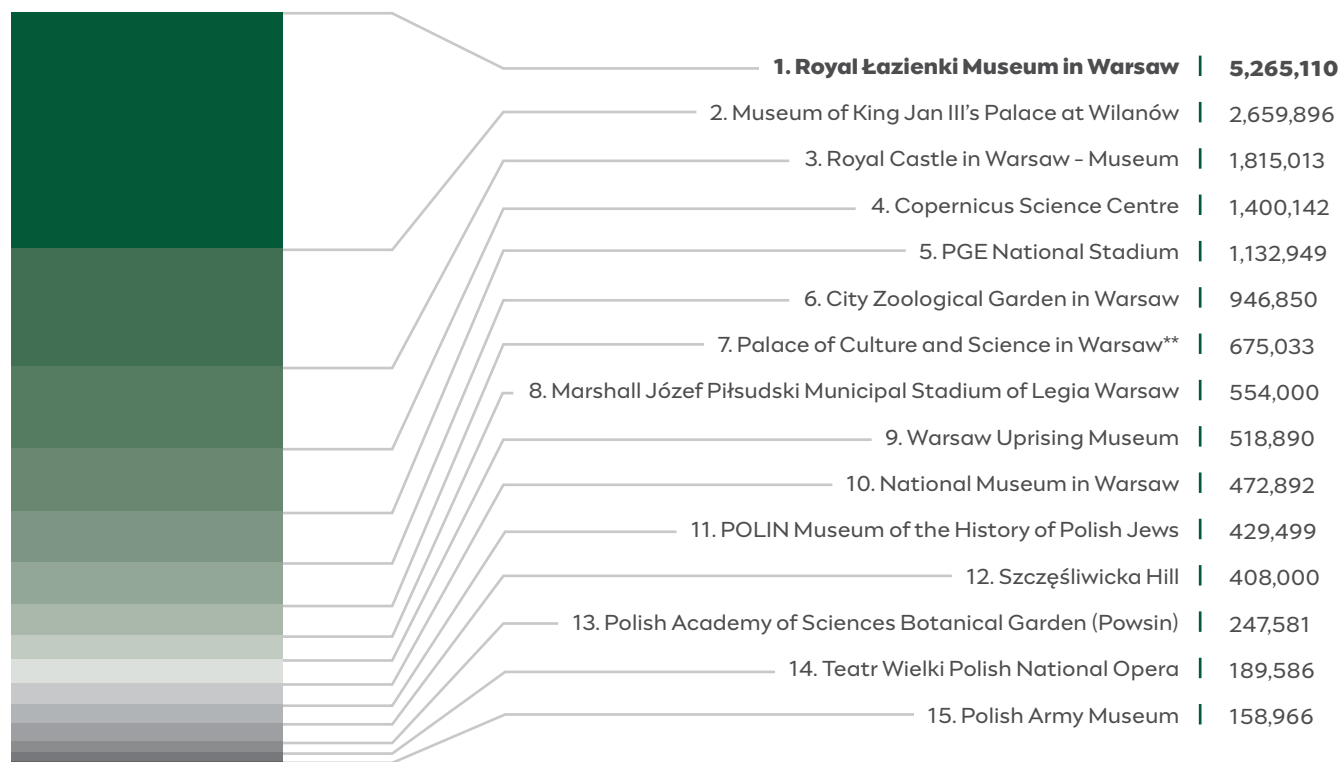 1. Royal Łazienki Museum in Warsaw | 5,265,110
2. Museum of King Jan III's Palace at Wilanów | 2,659,896
3. Royal Castle in Warsaw - Museum | 1,815,013
4. Copernicus Science Centre | 1,400,142
5. PGE National Stadium | 1,132,949
6. City Zoological Garden in Warsaw | 946,850
7. Palace of Culture and Science in Warsaw** | 675,033
8. Marshall Józef Piłsudski Municipal Stadium of Legia Warsaw | 554,000
9. Warsaw Uprising Museum | 518,890
10. National Museum in Warsaw | 472,892
11. POLIN Museum of the History of Polish Jews | 429,499
12. Szczęśliwicka Hill | 408,000
13. Polish Academy of Sciences Botanical Garden (Powsin) | 247,581
14. Teatr Wielki Polish National Opera | 189,586
15. Polish Army Museum | 158,966